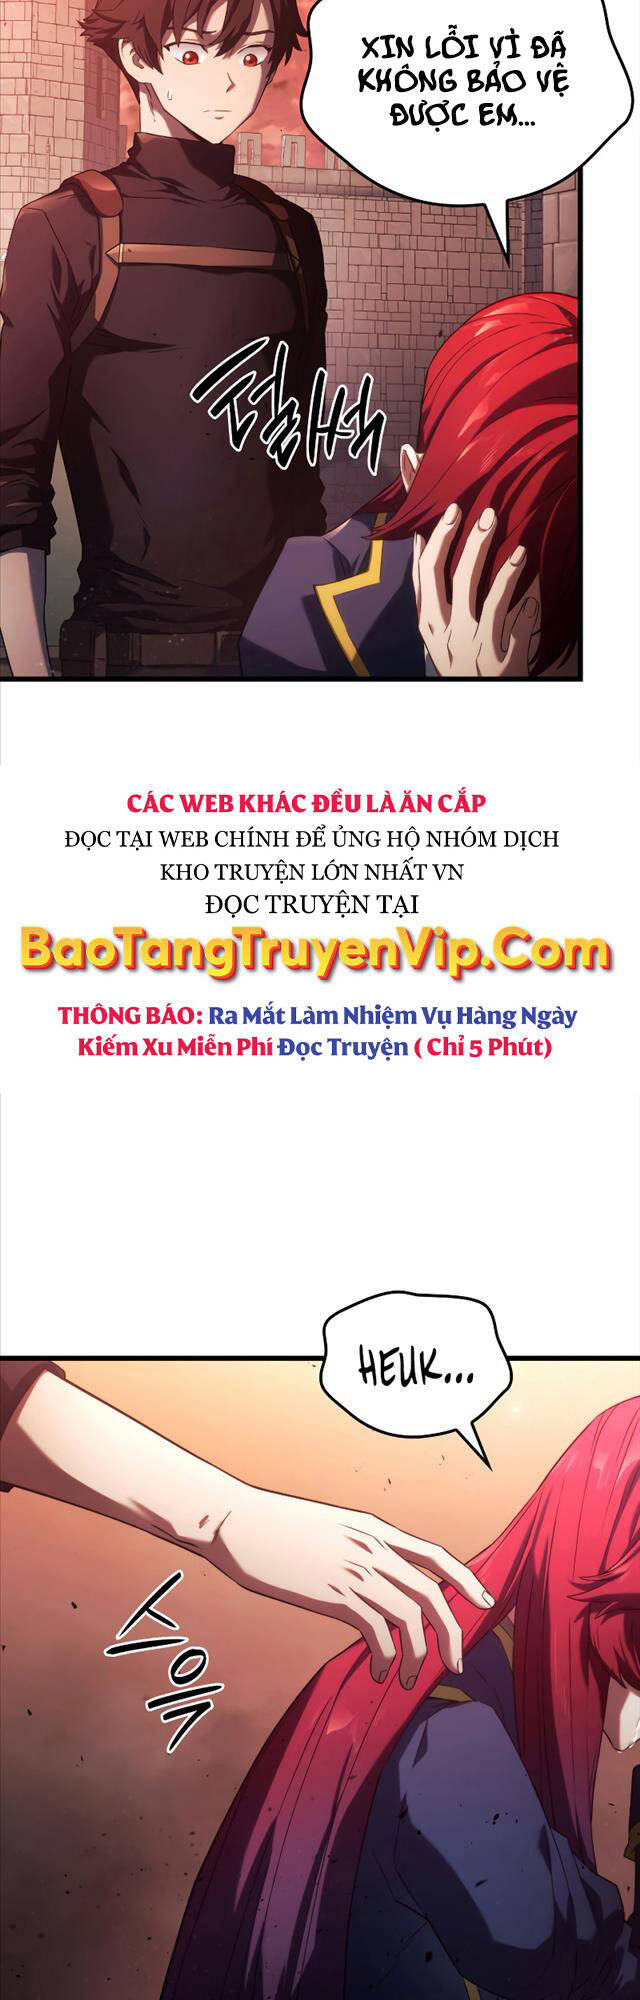 XIN LỖI VÌ ĐÃ
KHÔNG BẢO VỆ
ĐƯỢC EM...
털썩
CÁC WEB KHÁC ĐỀU LÀ ĂN CẮP
ĐỌC TẠI WEB CHÍNH ĐỂ ỦNG HỘ NHÓM DỊCH
KHO TRUYỆN LỚN NHẤT VN
ĐỌC TRUYỆN TẠI
BaoTangTruyenVip.Com
THÔNG BÁO: Ra Mắt Làm Nhiệm Vụ Hàng Ngày
Kiếm Xu Miễn Phí Đọc Truyện ( Chỉ 5 Phút)
HEUK...
스윽